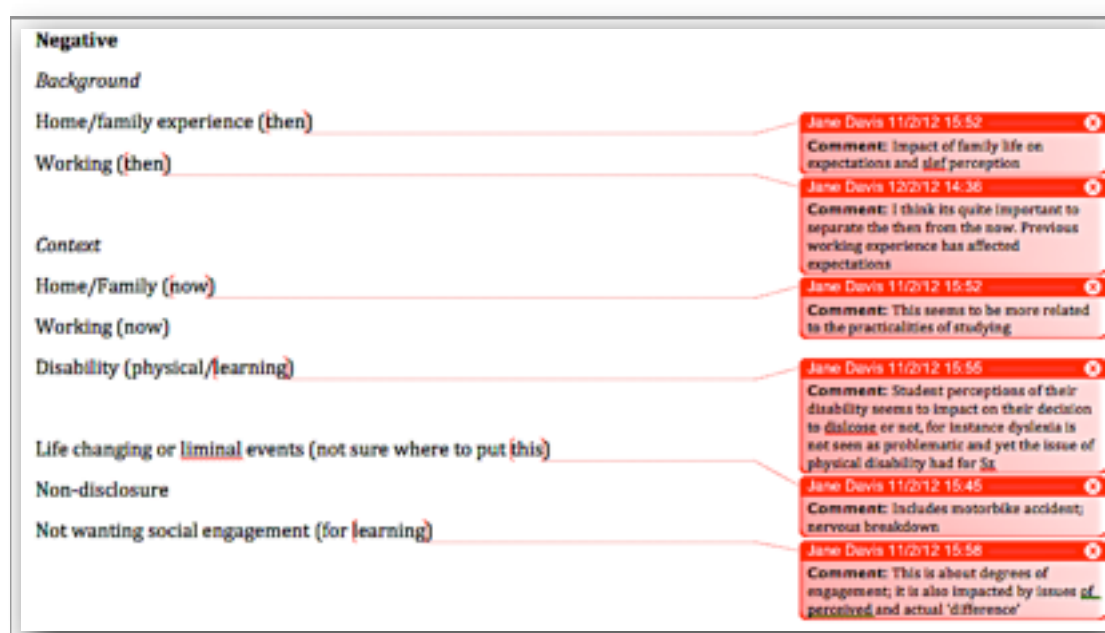 Negative
Background
Home/family experience (then)
Working (then)
Context
Home/Family (now)
Working (now)
Disability (physical/learning)
Life changing or liminal events (not sure where to put this)
Non-disclosure
Not wanting social engagement (for learning)
Jane Davis 11/2/12 15:52
Comment: Impact of family life on
expectations and slef perception
Jane Davis 12/2/12 14:36
Comment: I think its quite important to
separate the then from the now. Previous
working experience has affected
expectations
Jane Davis 11/2/12 15:52
Comment: This seems to be more related
to the practicalities of studying
Jane Davis 11/2/12 15:55
Comment: Student perceptions of their
disability seems to impact on their decision
to dislcose or not, for instance dyslexia is
not seen as problematic and yet the issue of
physical disability had for
Jane Davis 11/2/12 15:45
Comment: Includes motorbike accident;
nervous breakdown
Jane Davis 11/2/12 15:58
Comment: This is about degrees of
engagement; it is also impacted by issues of
perceived and actual 'difference'